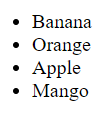 • Banana
• Orange
• Apple
• Mango